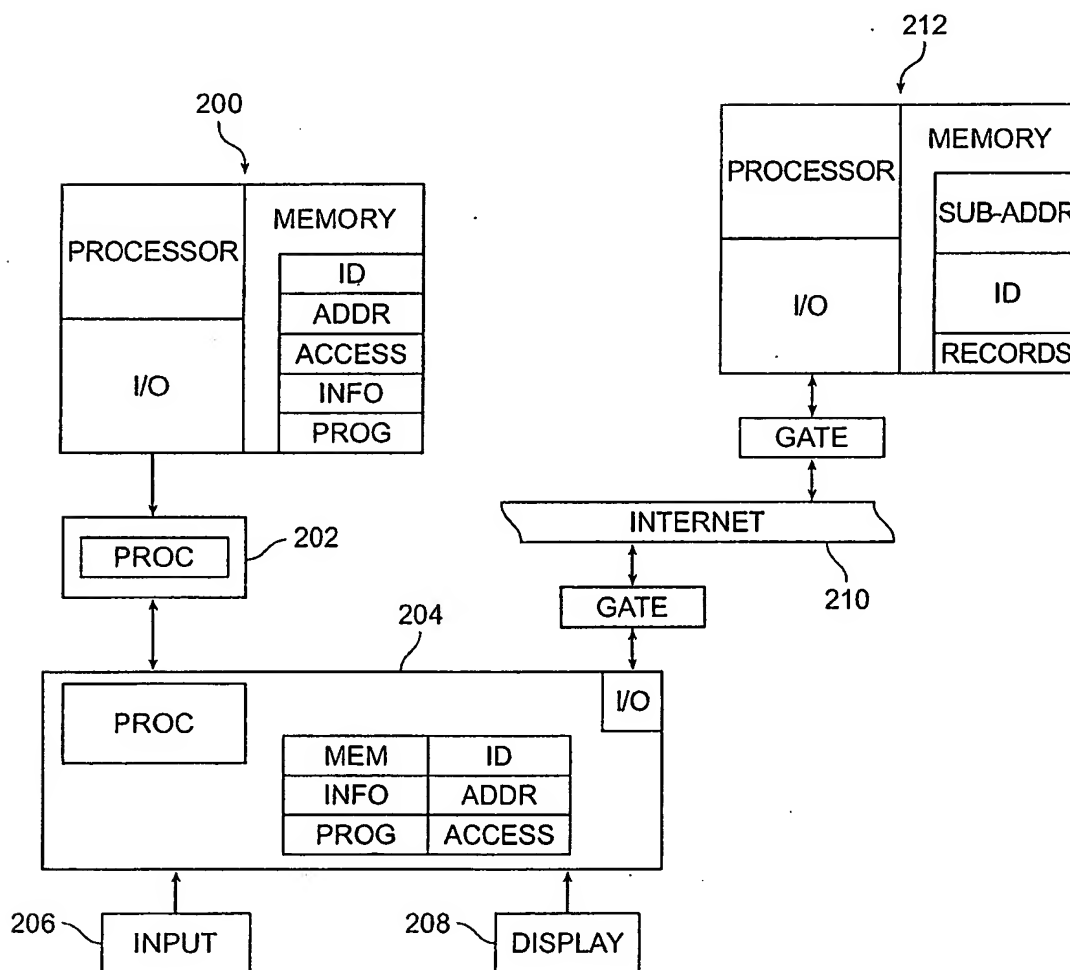 212
200
PROCESSOR
MEMORY
SUB-ADDR
ID
RECORDS
I/O
PROCESSOR
MEMORY
ID
ADDR
ACCESS
INFO
PROG
I/O
GATE
INTERNET
210
PROC
202
GATE
204
PROC
I/O
MEM ID
INFO ADDR
PROG ACCESS
206
INPUT
208
DISPLAY